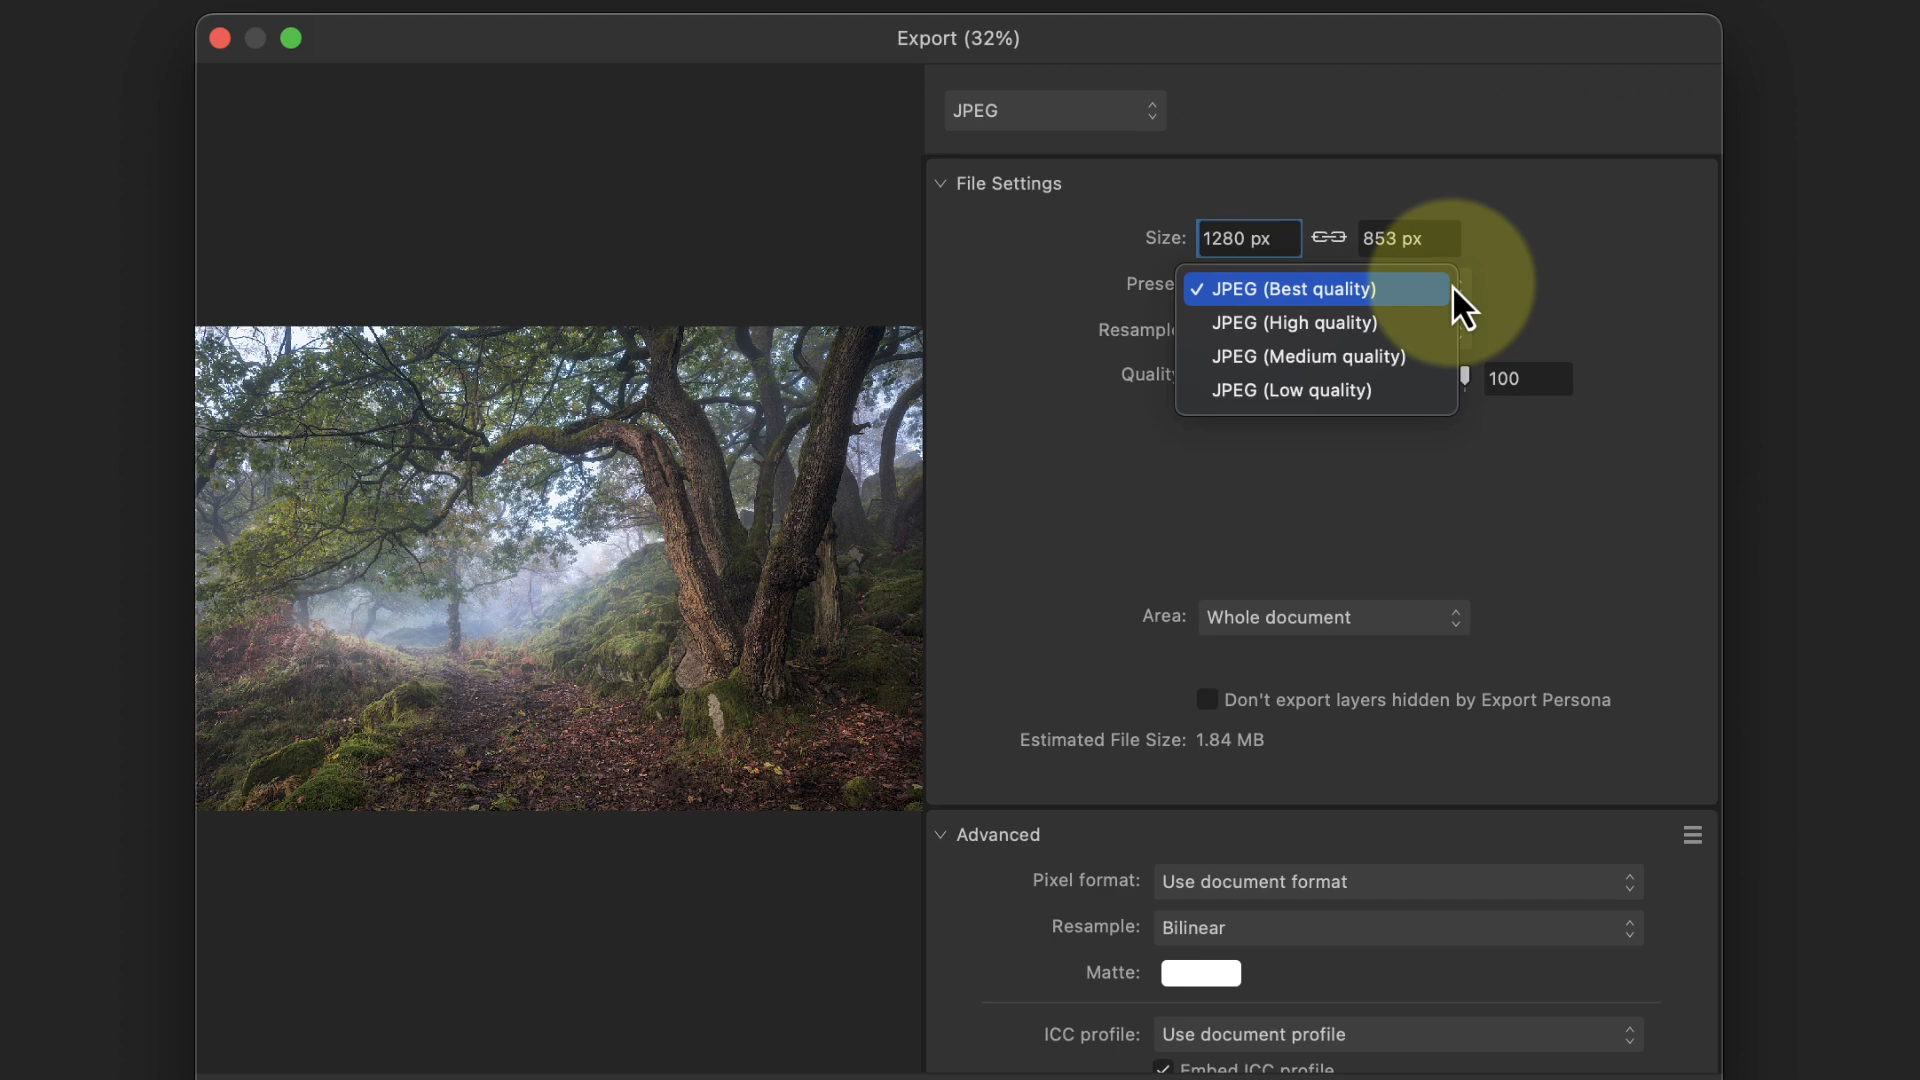 Export (32%)
JPEG
File Settings
Size: 1280 px 853 px
Prese
✓ JPEG (Best quality)
JPEG (High quality)
Resample
JPEG (Medium quality)
Quality 100
JPEG (Low quality)
Area: Whole document
Don't export layers hidden by Export Persona
Estimated File Size: 1.84 MB
Advanced
Pixel format: Use document format
Resample: Bilinear
Matte:
ICC profile: Use document profile
Embed ICC profile